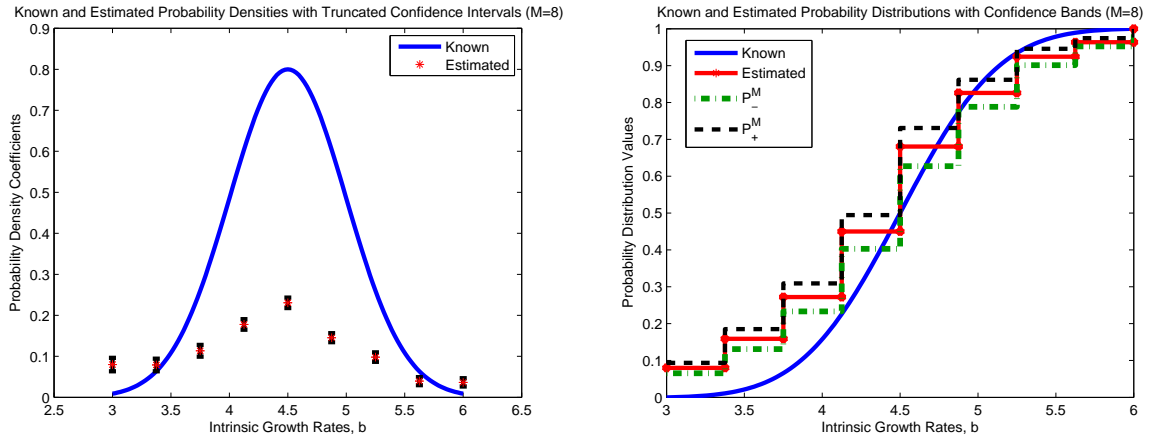 Known and Estimated Probability Densities with Truncated Confidence Intervals (M=8)
0.9
0.8
0.7
0.6
0.5
0.4
0.3
0.2
0.1
0
2.5 3 3.5 4 4.5 5 5.5 6 6.5
Probability Density Coefficients
Intrinsic Growth Rates, b
Known
Estimated
Known and Estimated Probability Distributions with Confidence Bands (M=8)
1
0.9
0.8
0.7
0.6
0.5
0.4
0.3
0.2
0.1
0
3 3.5 4 4.5 5 5.5 6
Probability Distribution Values
Intrinsic Growth Rates, b
Known
Estimated
P_-^M
P_+^M